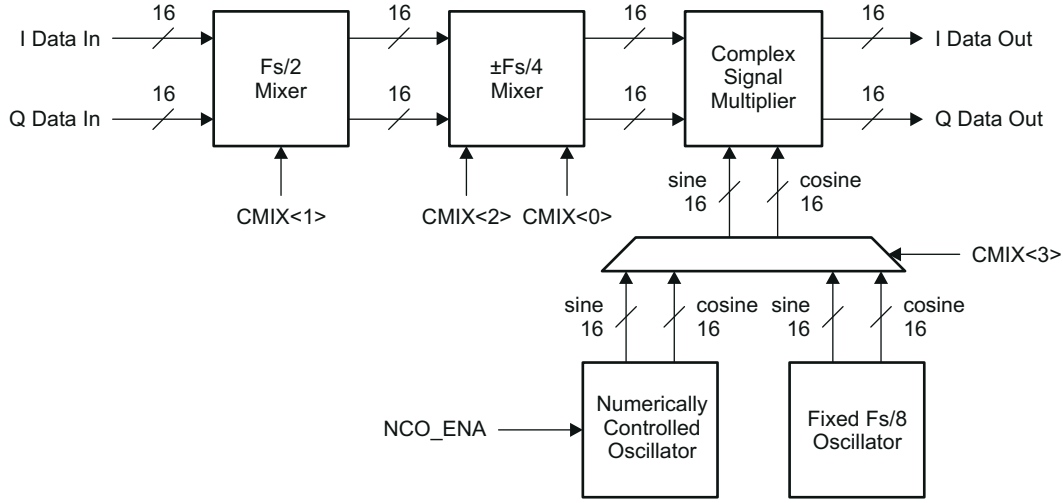 16 16 16 16
I Data In I Data Out
Fs/2 ±Fs/4 Complex
Mixer Mixer Signal
Multiplier
16 16 16 16
Q Data In Q Data Out
sine cosine
16 16
CMIX<1> CMIX<2> CMIX<0>
CMIX<3>
sine cosine sine cosine
16 16 16 16
Numerically
Controlled
Oscillator
Fixed Fs/8
Oscillator
NCO_ENA